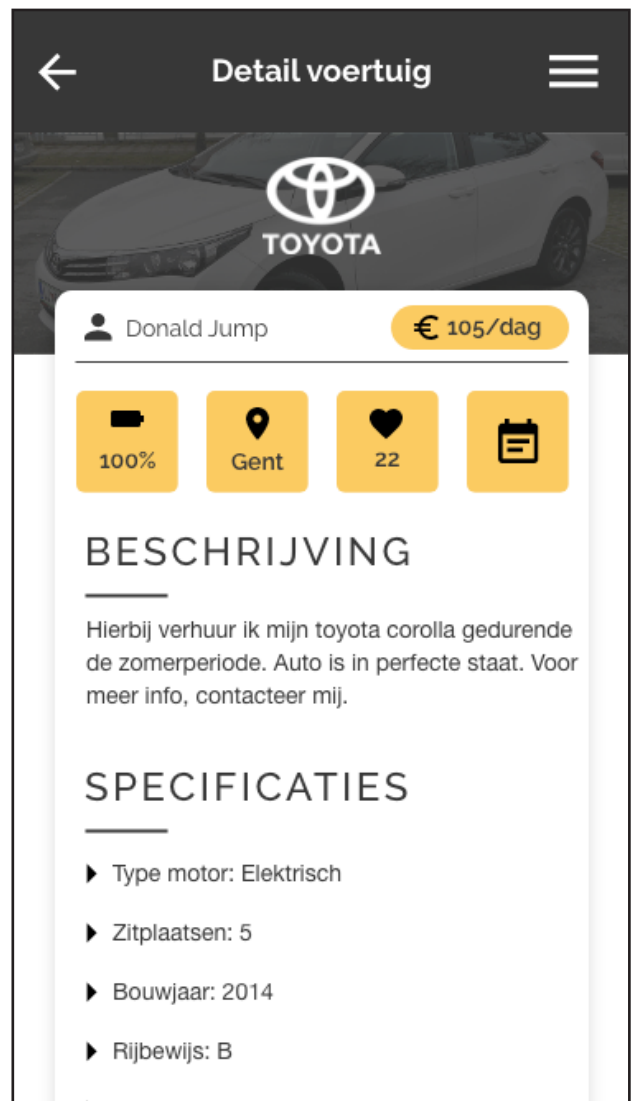 Detail voertuig
TOYOTA
Donald Jump
€ 105/dag
100%
Gent
22
BESCHRIJVING
Hierbij verhuur ik mijn toyota corolla gedurende
de zomerperiode. Auto is in perfecte staat. Voor
meer info, contacteer mij.
SPECIFICATIES
Type motor: Elektrisch
Zitplaatsen: 5
Bouwjaar: 2014
Rijbewijs: B